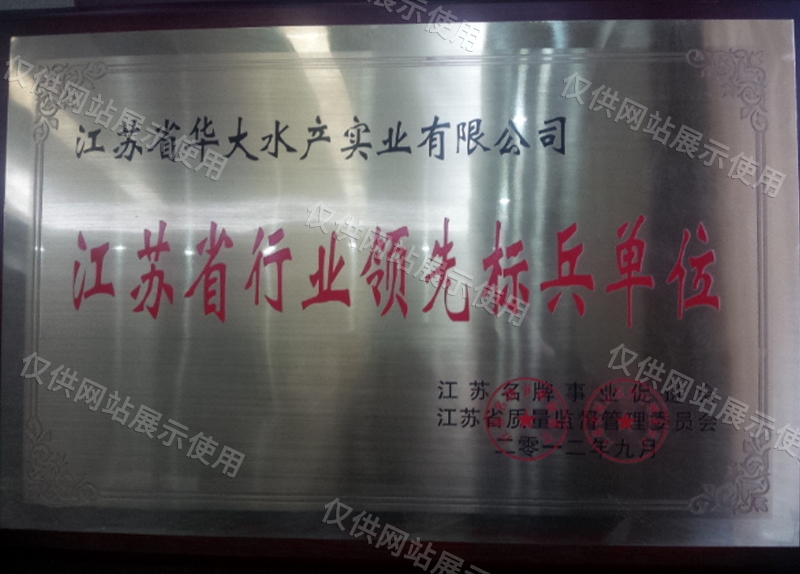 江苏省华大水产实业有限公司
江苏省行业领先标兵单位
江苏名牌事业促
江苏省质量监督管理委员会
二零一二年九月
仅供网站展示使用
仅供网站展示使用
仅供网站展示使用
仅供网站展示使用
仅供网站展示使用
仅供网站展示使用
展示使用